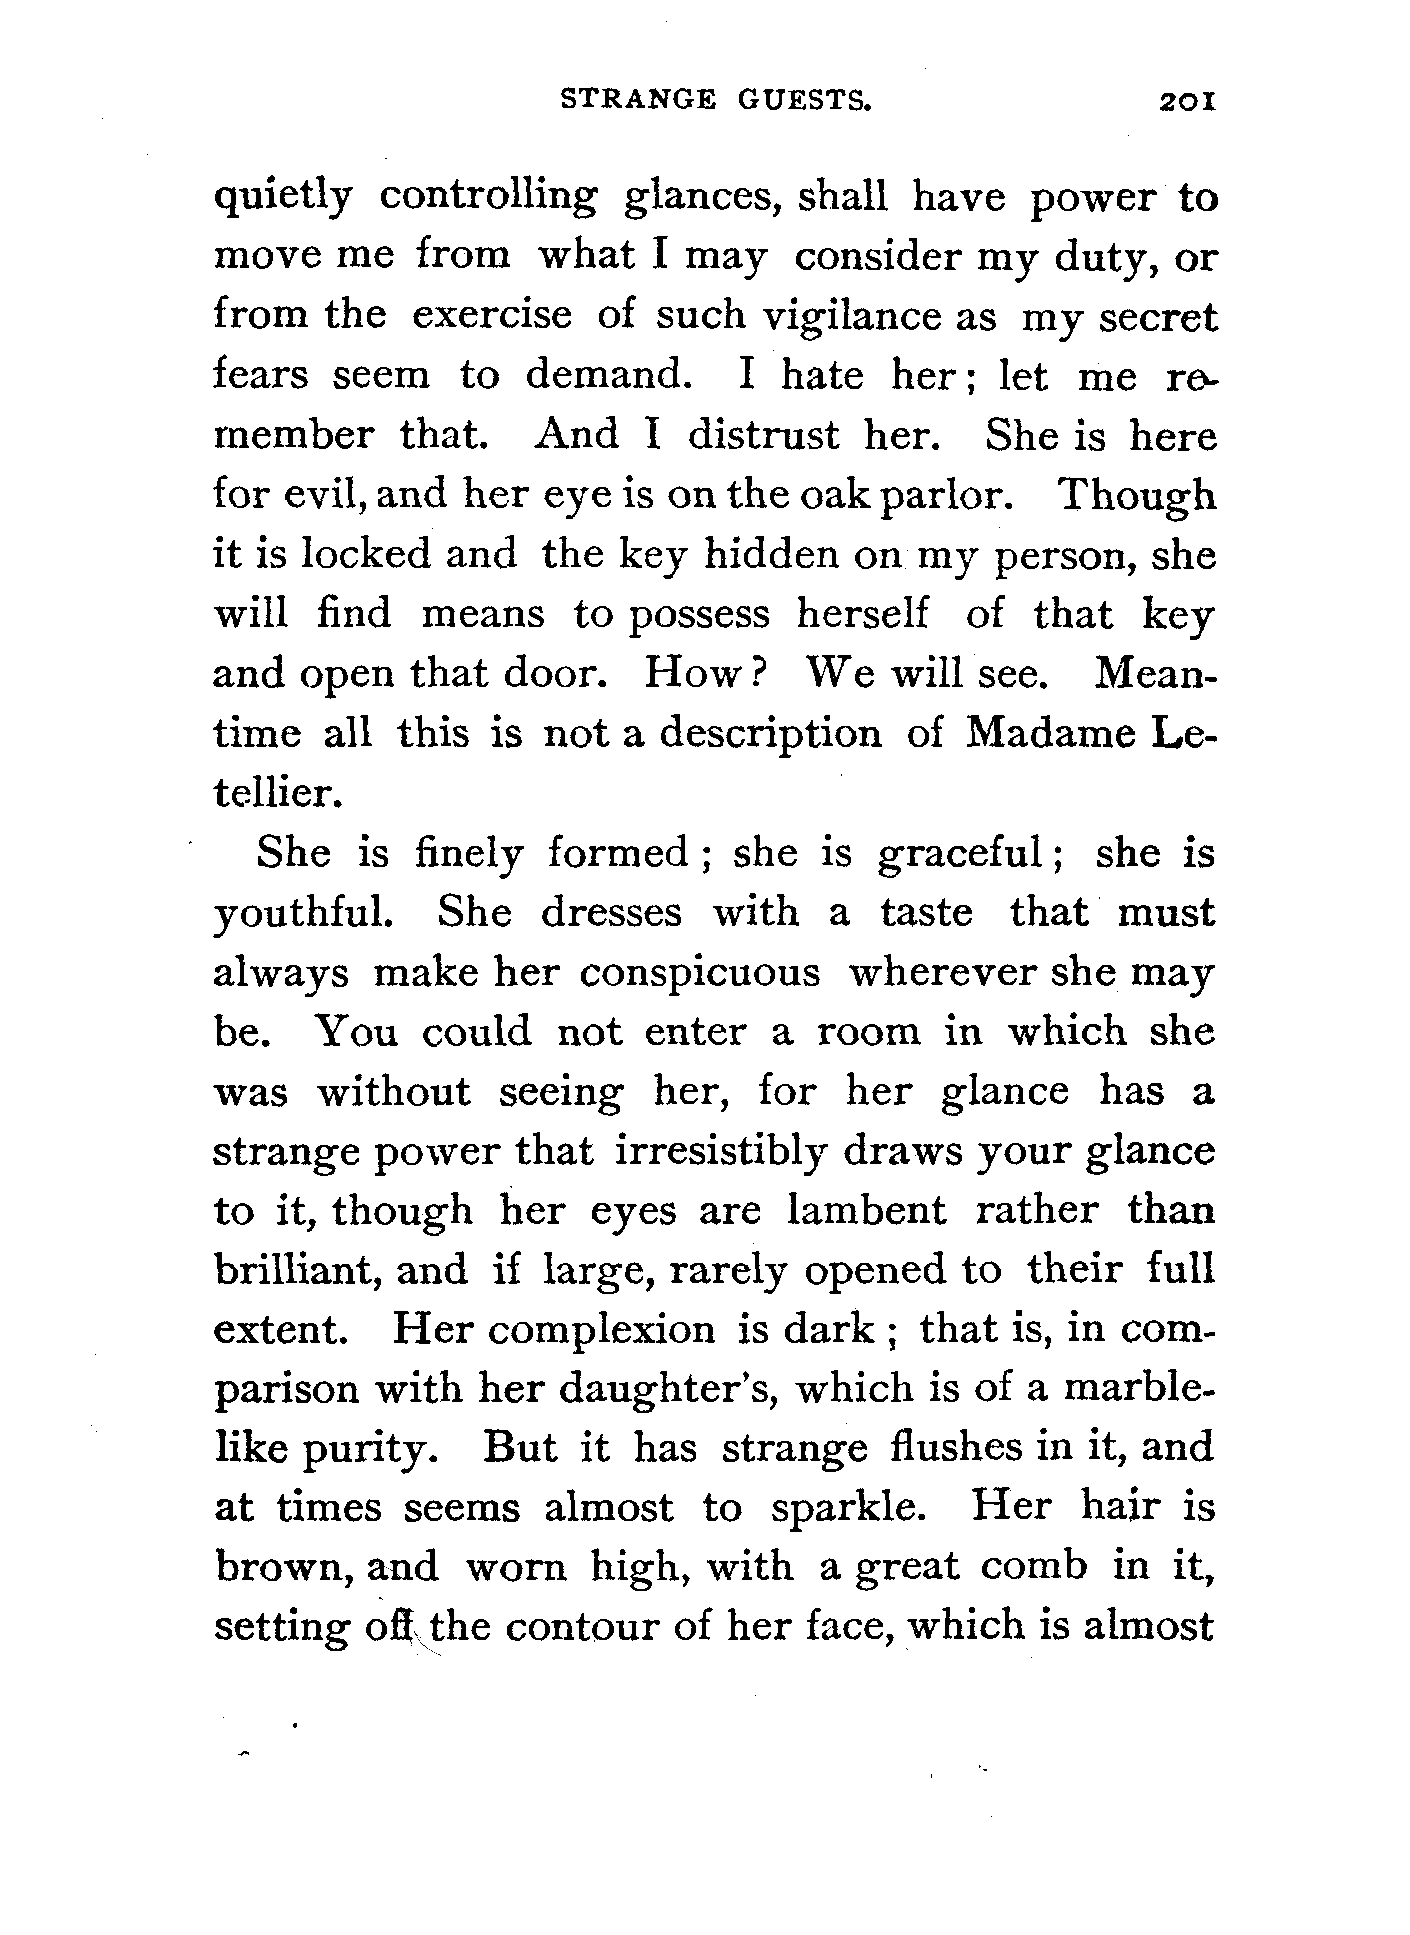 STRANGE GUESTS. 201
quietly controlling glances, shall have power to
move me from what I may consider my duty, or
from the exercise of such vigilance as my secret
fears seem to demand. I hate her; let me re-
member that. And I distrust her. She is here
for evil, and her eye is on the oak parlor. Though
it is locked and the key hidden on my person, she
will find means to possess herself of that key
and open that door. How? We will see. Mean-
time all this is not a description of Madame Le-
tellier.
She is finely formed; she is graceful; she is
youthful. She dresses with a taste that must
always make her conspicuous wherever she may
be. You could not enter a room in which she
was without seeing her, for her glance has a
strange power that irresistibly draws your glance
to it, though her eyes are lambent rather than
brilliant, and if large, rarely opened to their full
extent. Her complexion is dark; that is, in com-
parison with her daughter's, which is of a marble-
like purity. But it has strange flushes in it, and
at times seems almost to sparkle. Her hair is
brown, and worn high, with a great comb in it,
setting off the contour of her face, which is almost